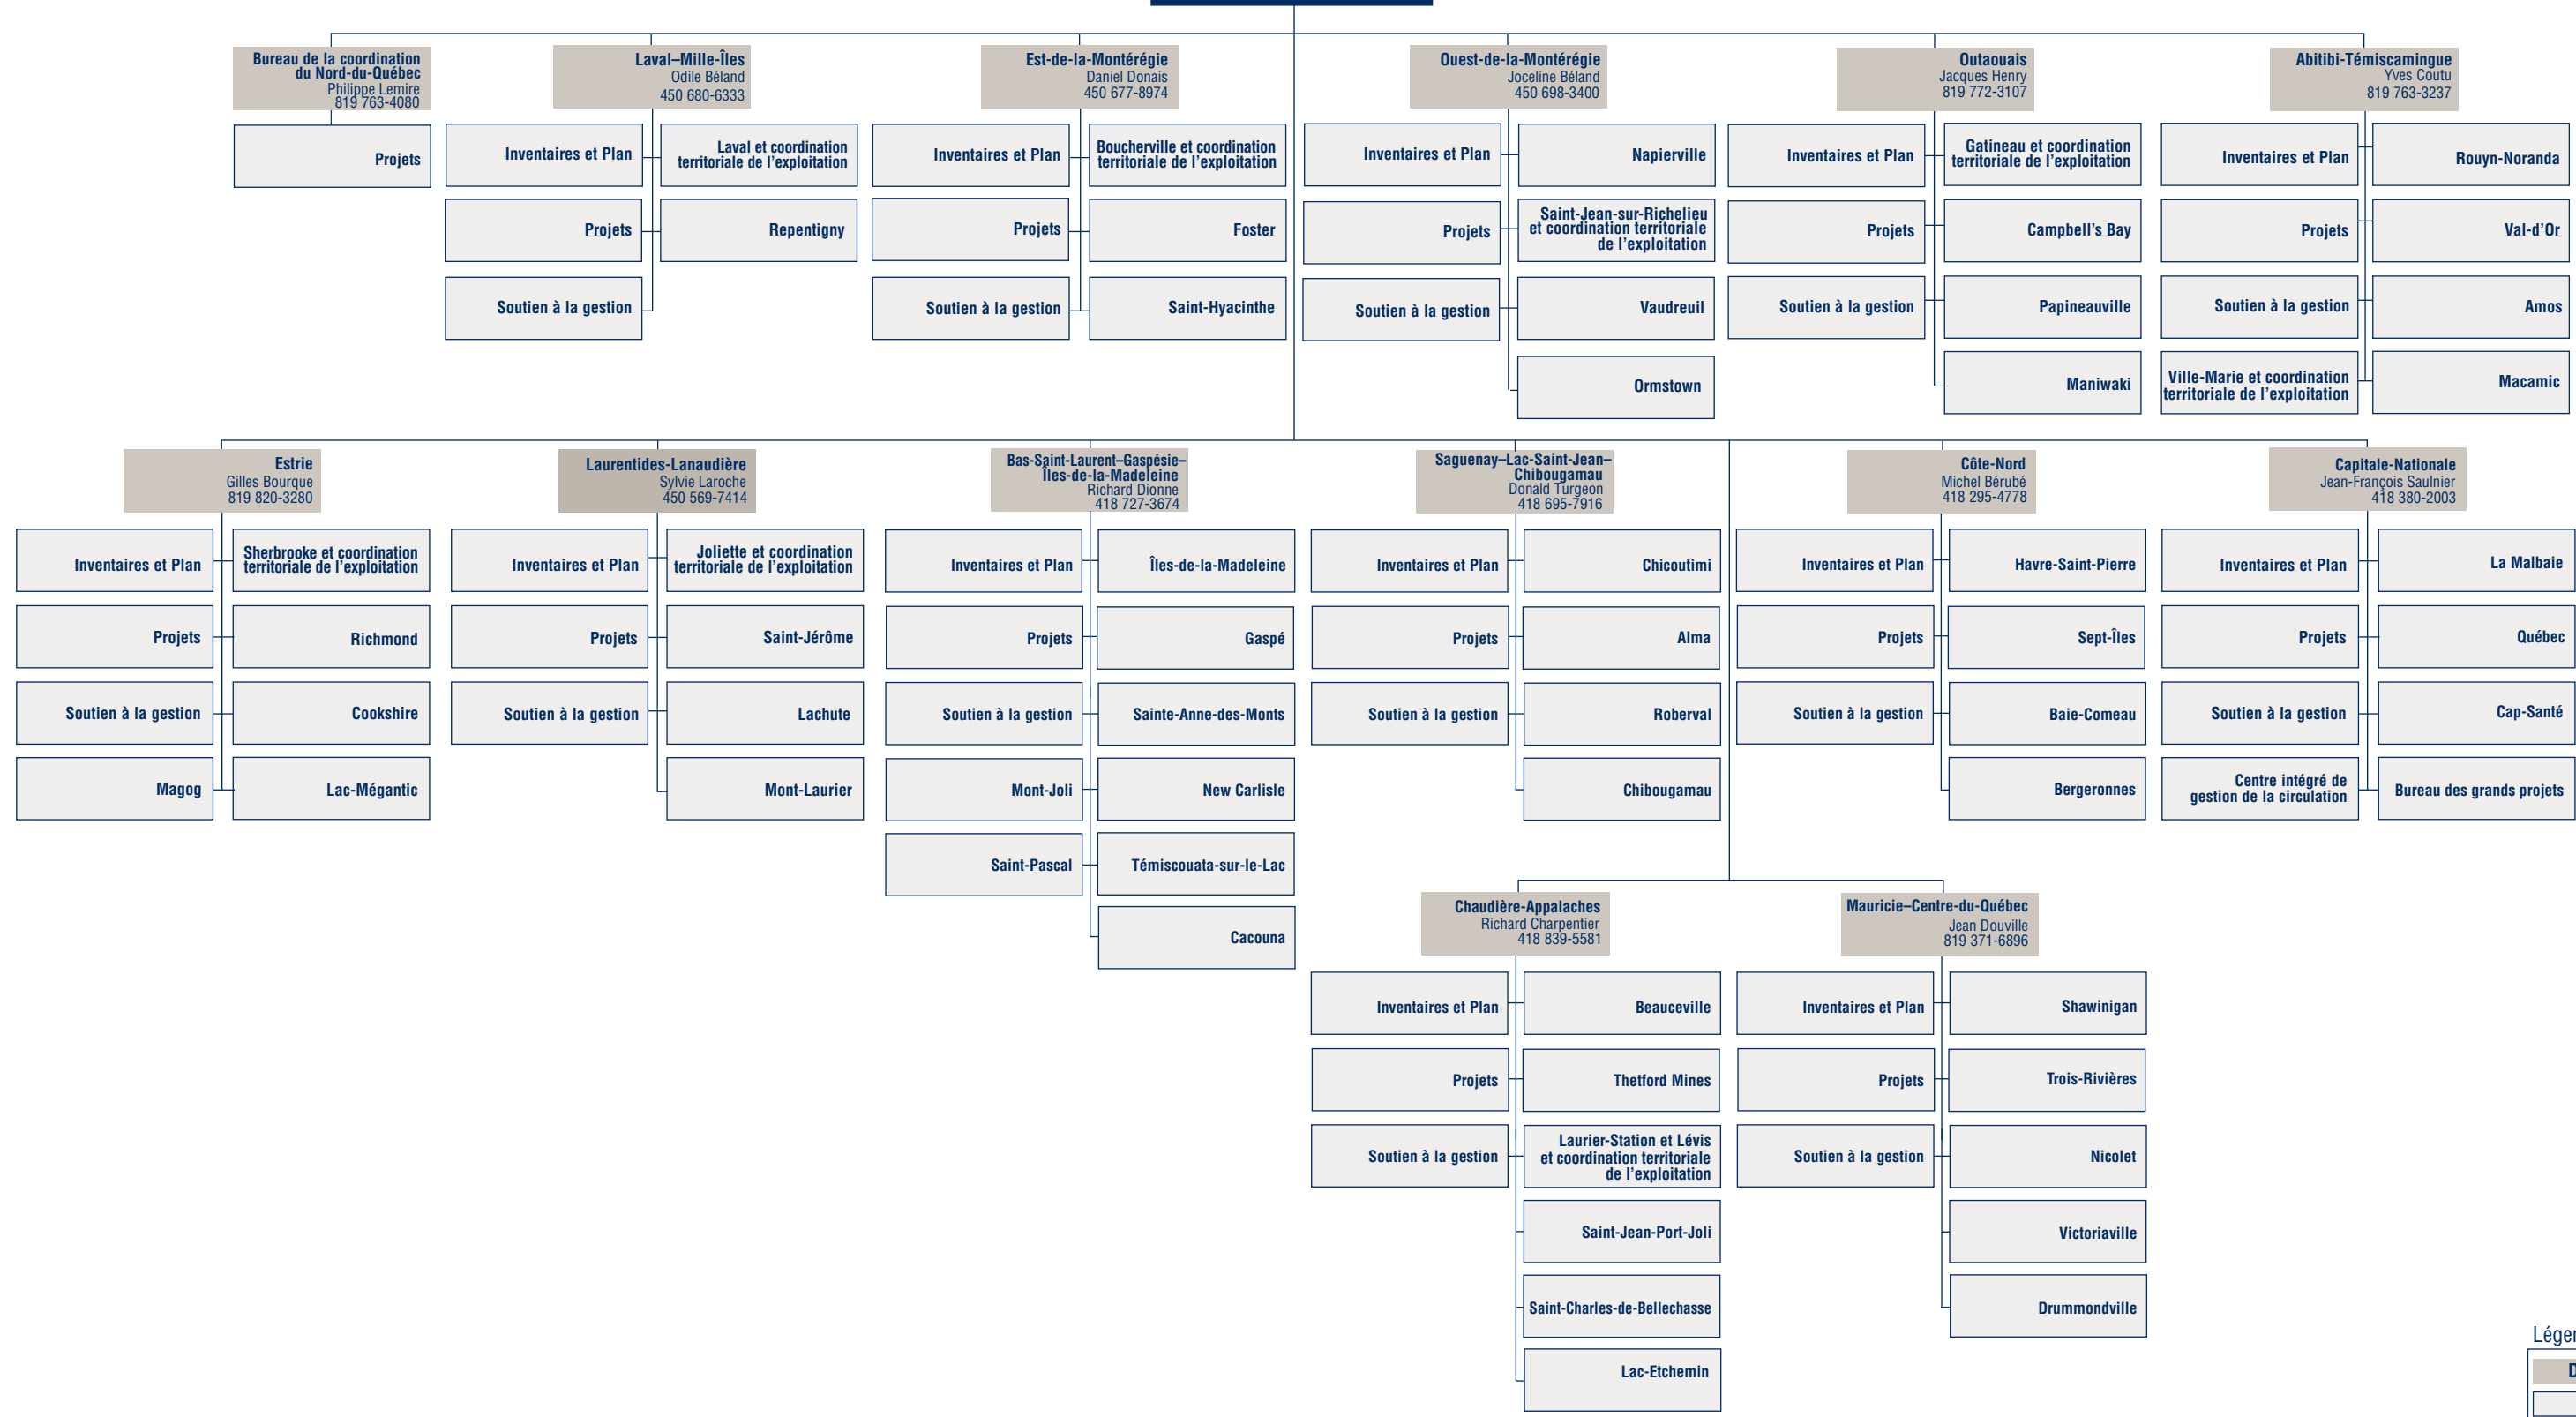 Bureau de la coordination
du Nord-du-Québec
Philippe Lemire
819 763-4080
Projets
Laval–Mille-Îles
Odile Béland
450 680-6333
Inventaires et Plan
Laval et coordination
territoriale de l'exploitation
Projets
Repentigny
Soutien à la gestion
Est-de-la-Montérégie
Daniel Donais
450 677-8974
Inventaires et Plan
Boucherville et coordination
territoriale de l'exploitation
Projets
Foster
Soutien à la gestion
Saint-Hyacinthe
Ouest-de-la-Montérégie
Joceline Béland
450 698-3400
Inventaires et Plan
Napierville
Projets
Saint-Jean-sur-Richelieu
et coordination territoriale
de l'exploitation
Soutien à la gestion
Vaudreuil
Ormstown
Outaouais
Jacques Henry
819 772-3107
Inventaires et Plan
Gatineau et coordination
territoriale de l'exploitation
Projets
Campbell's Bay
Soutien à la gestion
Papineauville
Maniwaki
Abitibi-Témiscamingue
Yves Coutu
819 763-3237
Inventaires et Plan
Rouyn-Noranda
Projets
Val-d'Or
Soutien à la gestion
Amos
Ville-Marie et coordination
territoriale de l'exploitation
Macamic
Estrie
Gilles Bourque
819 820-3280
Inventaires et Plan
Sherbrooke et coordination
territoriale de l'exploitation
Projets
Richmond
Soutien à la gestion
Cookshire
Magog
Lac-Mégantic
Laurentides-Lanaudière
Sylvie Laroche
450 569-7414
Inventaires et Plan
Joliette et coordination
territoriale de l'exploitation
Projets
Saint-Jérôme
Soutien à la gestion
Lachute
Mont-Laurier
Bas-Saint-Laurent–Gaspésie–
Îles-de-la-Madeleine
Richard Dionne
418 727-3674
Inventaires et Plan
Îles-de-la-Madeleine
Projets
Gaspé
Soutien à la gestion
Sainte-Anne-des-Monts
Mont-Joli
New Carlisle
Saint-Pascal
Témiscouata-sur-le-Lac
Cacouna
Saguenay–Lac-Saint-Jean–
Chibougamau
Donald Turgeon
418 695-7916
Inventaires et Plan
Chicoutimi
Projets
Alma
Soutien à la gestion
Roberval
Chibougamau
Côte-Nord
Michel Bérubé
418 295-4778
Inventaires et Plan
Havre-Saint-Pierre
Projets
Sept-Îles
Soutien à la gestion
Baie-Comeau
Bergeronnes
Capitale-Nationale
Jean-François Saulnier
418 380-2003
Inventaires et Plan
La Malbaie
Projets
Québec
Soutien à la gestion
Cap-Santé
Centre intégré de
gestion de la circulation
Bureau des grands projets
Chaudière-Appalaches
Richard Charpentier
418 839-5581
Inventaires et Plan
Beauceville
Projets
Thetford Mines
Soutien à la gestion
Laurier-Station et Lévis
et coordination territoriale
de l'exploitation
Saint-Jean-Port-Joli
Saint-Charles-de-Bellechasse
Lac-Etchemin
Mauricie–Centre-du-Québec
Jean Douville
819 371-6896
Inventaires et Plan
Shawinigan
Projets
Trois-Rivières
Soutien à la gestion
Nicolet
Victoriaville
Drummondville